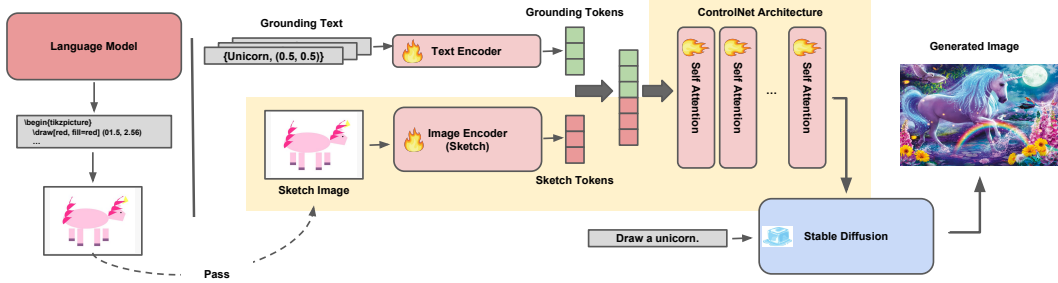 Language Model
\begin{tikzpicture}
\draw[red, fill=red] (01.5, 2.56)
...
Pass
Grounding Text
{Unicorn, (0.5, 0.5)}
Text Encoder
Grounding Tokens
Sketch Image
Image Encoder
(Sketch)
Sketch Tokens
ControlNet Architecture
Self Attention
Self Attention
...
Self Attention
Draw a unicorn.
Stable Diffusion
Generated Image